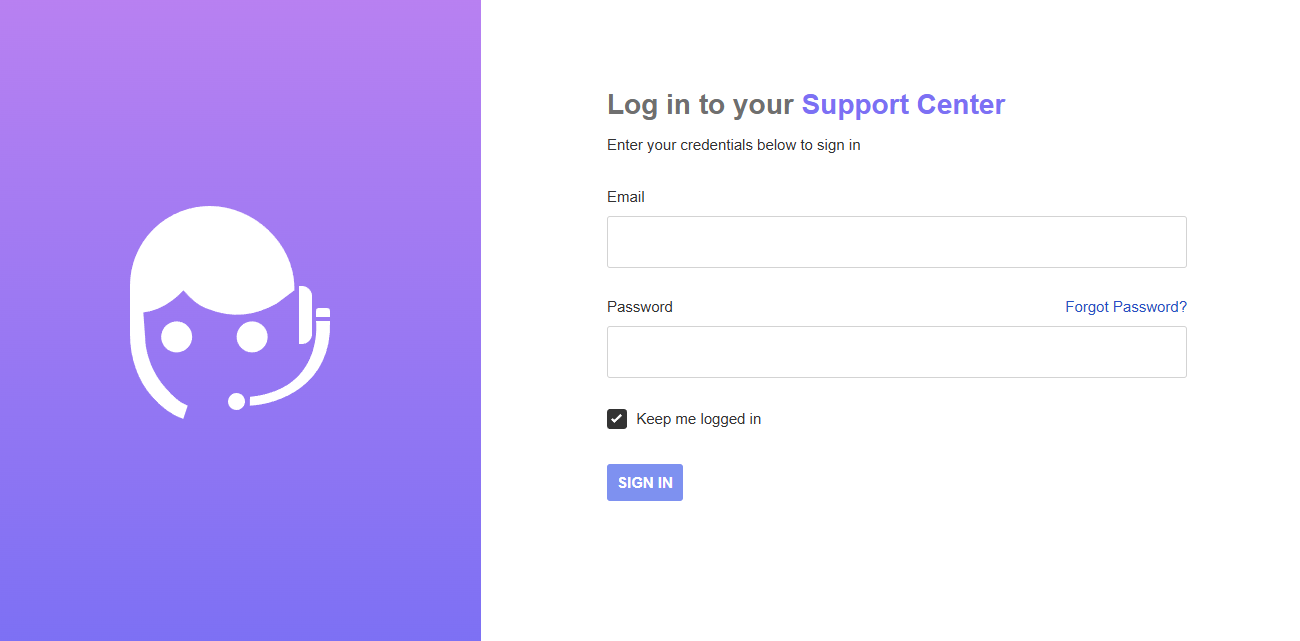 Log in to your Support Center
Enter your credentials below to sign in
Email
Password Forgot Password?
Keep me logged in
SIGN IN